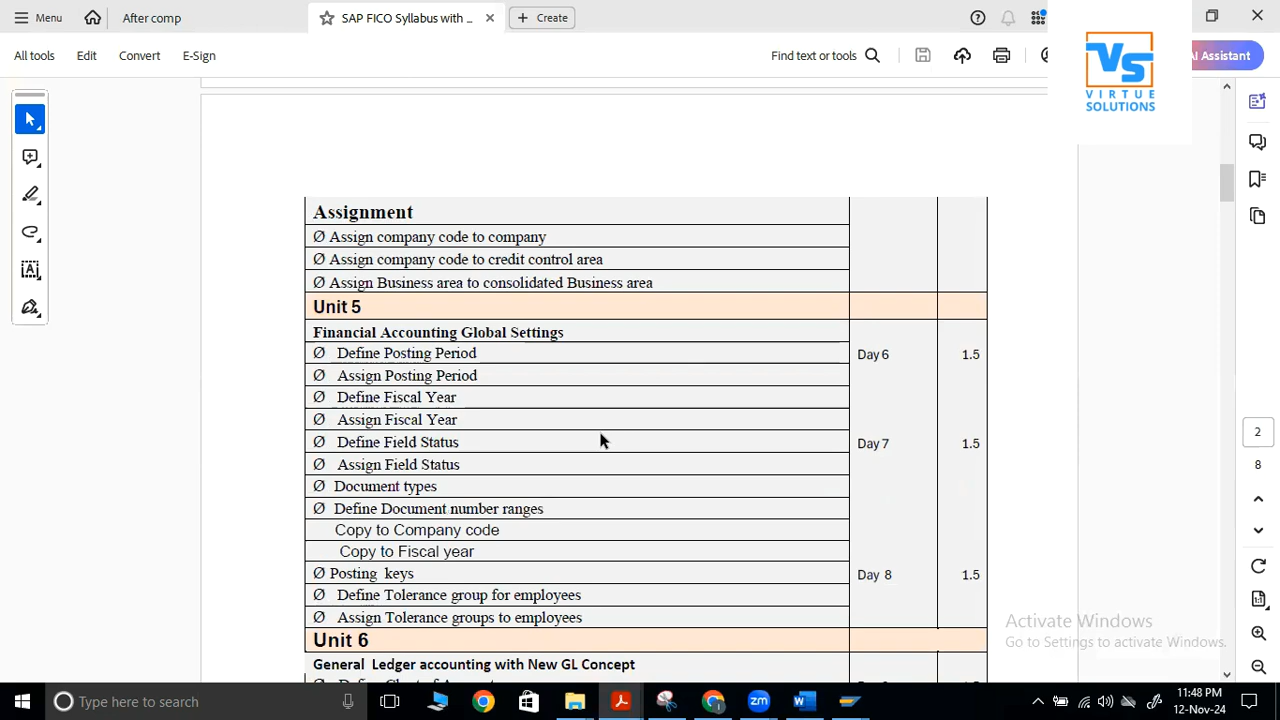 Menu
After comp
SAP FICO Syllabus with ...
Create
All tools
Edit
Convert
E-Sign
Find text or tools
AI Assistant
VS
VIRTUE
SOLUTIONS
Assignment
Ø Assign company code to company
Ø Assign company code to credit control area
Ø Assign Business area to consolidated Business area
Unit 5
Financial Accounting Global Settings
Ø Define Posting Period Day 6 1.5
Ø Assign Posting Period
Ø Define Fiscal Year
Ø Assign Fiscal Year
Ø Define Field Status Day 7 1.5
Ø Assign Field Status
Ø Document types
Ø Define Document number ranges
Copy to Company code
Copy to Fiscal year
Ø Posting keys Day 8 1.5
Ø Define Tolerance group for employees
Ø Assign Tolerance groups to employees
Unit 6
General Ledger accounting with New GL Concept
2
8
Activate Windows
Go to Settings to activate Windows.
Type here to search
zm
11:48 PM
12-Nov-24